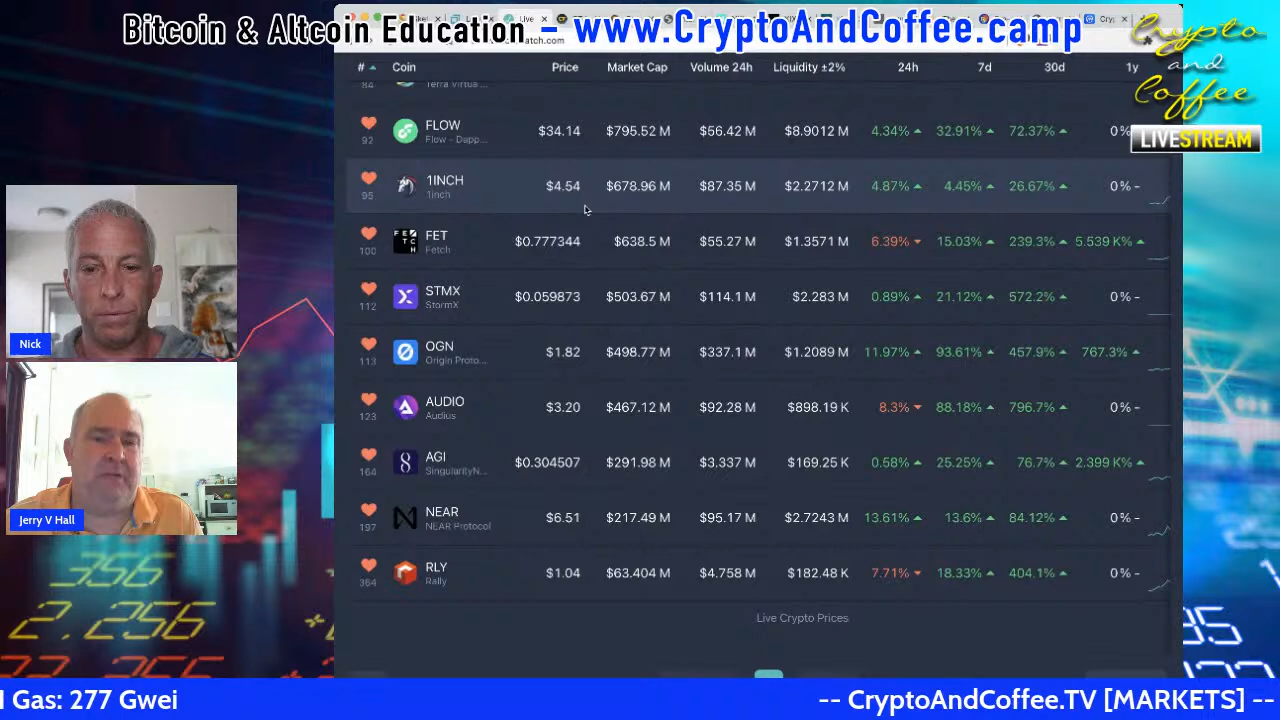 Bitcoin & Altcoin Education – www.CryptoAndCoffee.camp
Crypto
and
Coffee
LIVESTREAM
Live
# Coin Price Market Cap Volume 24h Liquidity ±2% 24h 7d 30d 1y
84 Terra Virtua ...
92 FLOW Flow - Dapp... $34.14 $795.52 M $56.42 M $8.9012 M 4.34% 32.91% 72.37% 0%
95 1INCH 1inch $4.54 $678.96 M $87.35 M $2.2712 M 4.87% 4.45% 26.67% 0% -
100 FET Fetch $0.777344 $638.5 M $55.27 M $1.3571 M 6.39% 15.03% 239.3% 5.539 K%
112 STMX StormX $0.059873 $503.67 M $114.1 M $2.283 M 0.89% 21.12% 572.2% 0% -
113 OGN Origin Proto... $1.82 $498.77 M $337.1 M $1.2089 M 11.97% 93.61% 457.9% 767.3%
123 AUDIO Audius $3.20 $467.12 M $92.28 M $898.19 K 8.3% 88.18% 796.7% 0% -
164 AGI SingularityN... $0.304507 $291.98 M $3.337 M $169.25 K 0.58% 25.25% 76.7% 2.399 K%
197 NEAR NEAR Protocol $6.51 $217.49 M $95.17 M $2.7243 M 13.61% 13.6% 84.12% 0% -
364 RLY Rally $1.04 $63.404 M $4.758 M $182.48 K 7.71% 18.33% 404.1% 0% -
Live Crypto Prices
Nick
Jerry V Hall
356
2.256
l Gas: 277 Gwei
-- CryptoAndCoffee.TV [MARKETS] --